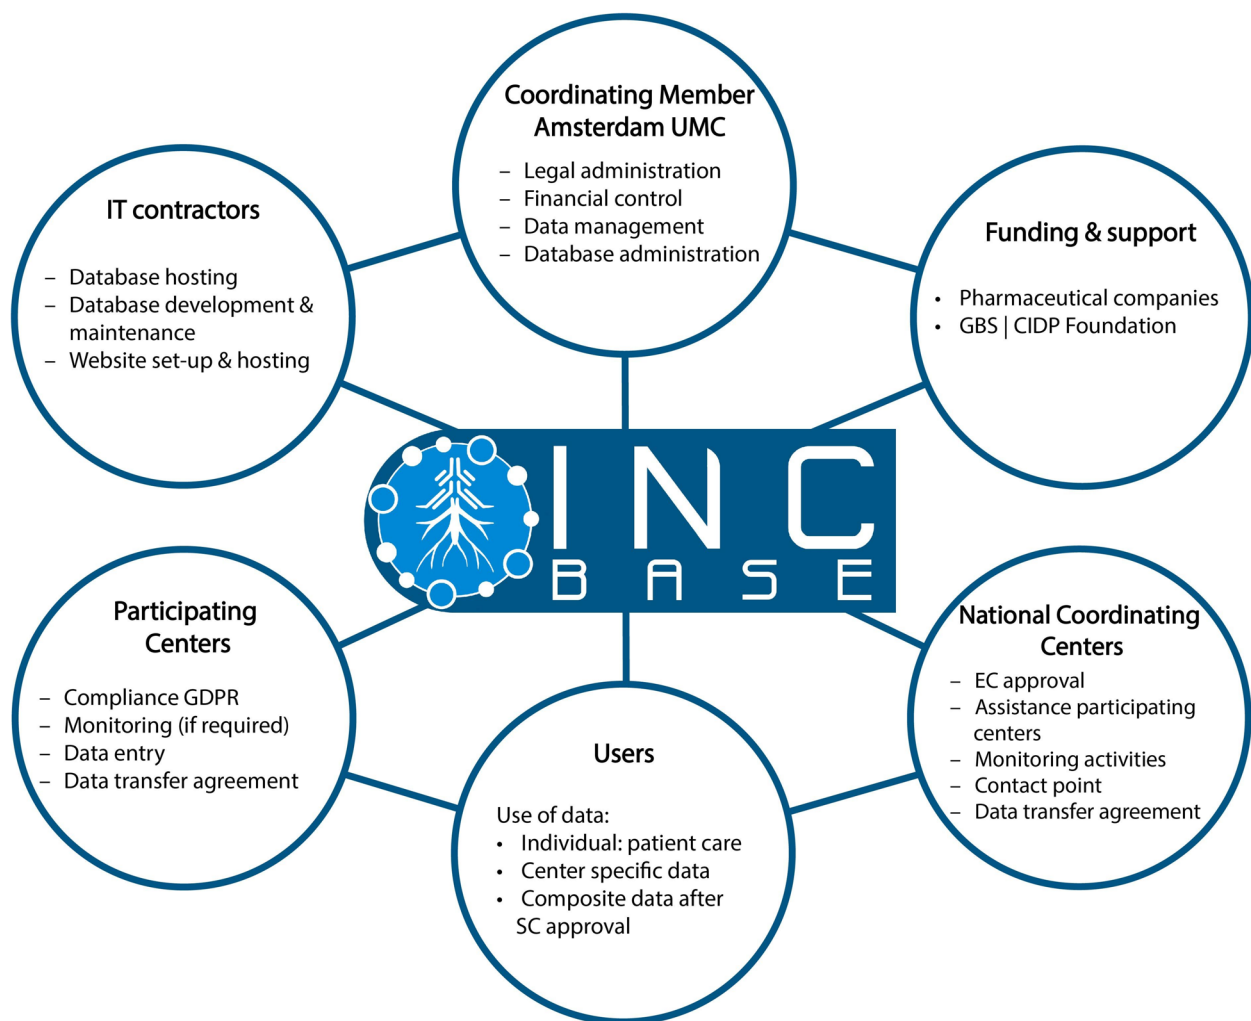 Coordinating Member
Amsterdam UMC
– Legal administration
– Financial control
– Data management
– Database administration
IT contractors
– Database hosting
– Database development &
maintenance
– Website set-up & hosting
Funding & support
• Pharmaceutical companies
• GBS | CIDP Foundation
INC
BASE
Participating
Centers
– Compliance GDPR
– Monitoring (if required)
– Data entry
– Data transfer agreement
Users
Use of data:
• Individual: patient care
• Center specific data
• Composite data after
SC approval
National Coordinating
Centers
– EC approval
– Assistance participating
centers
– Monitoring activities
– Contact point
– Data transfer agreement